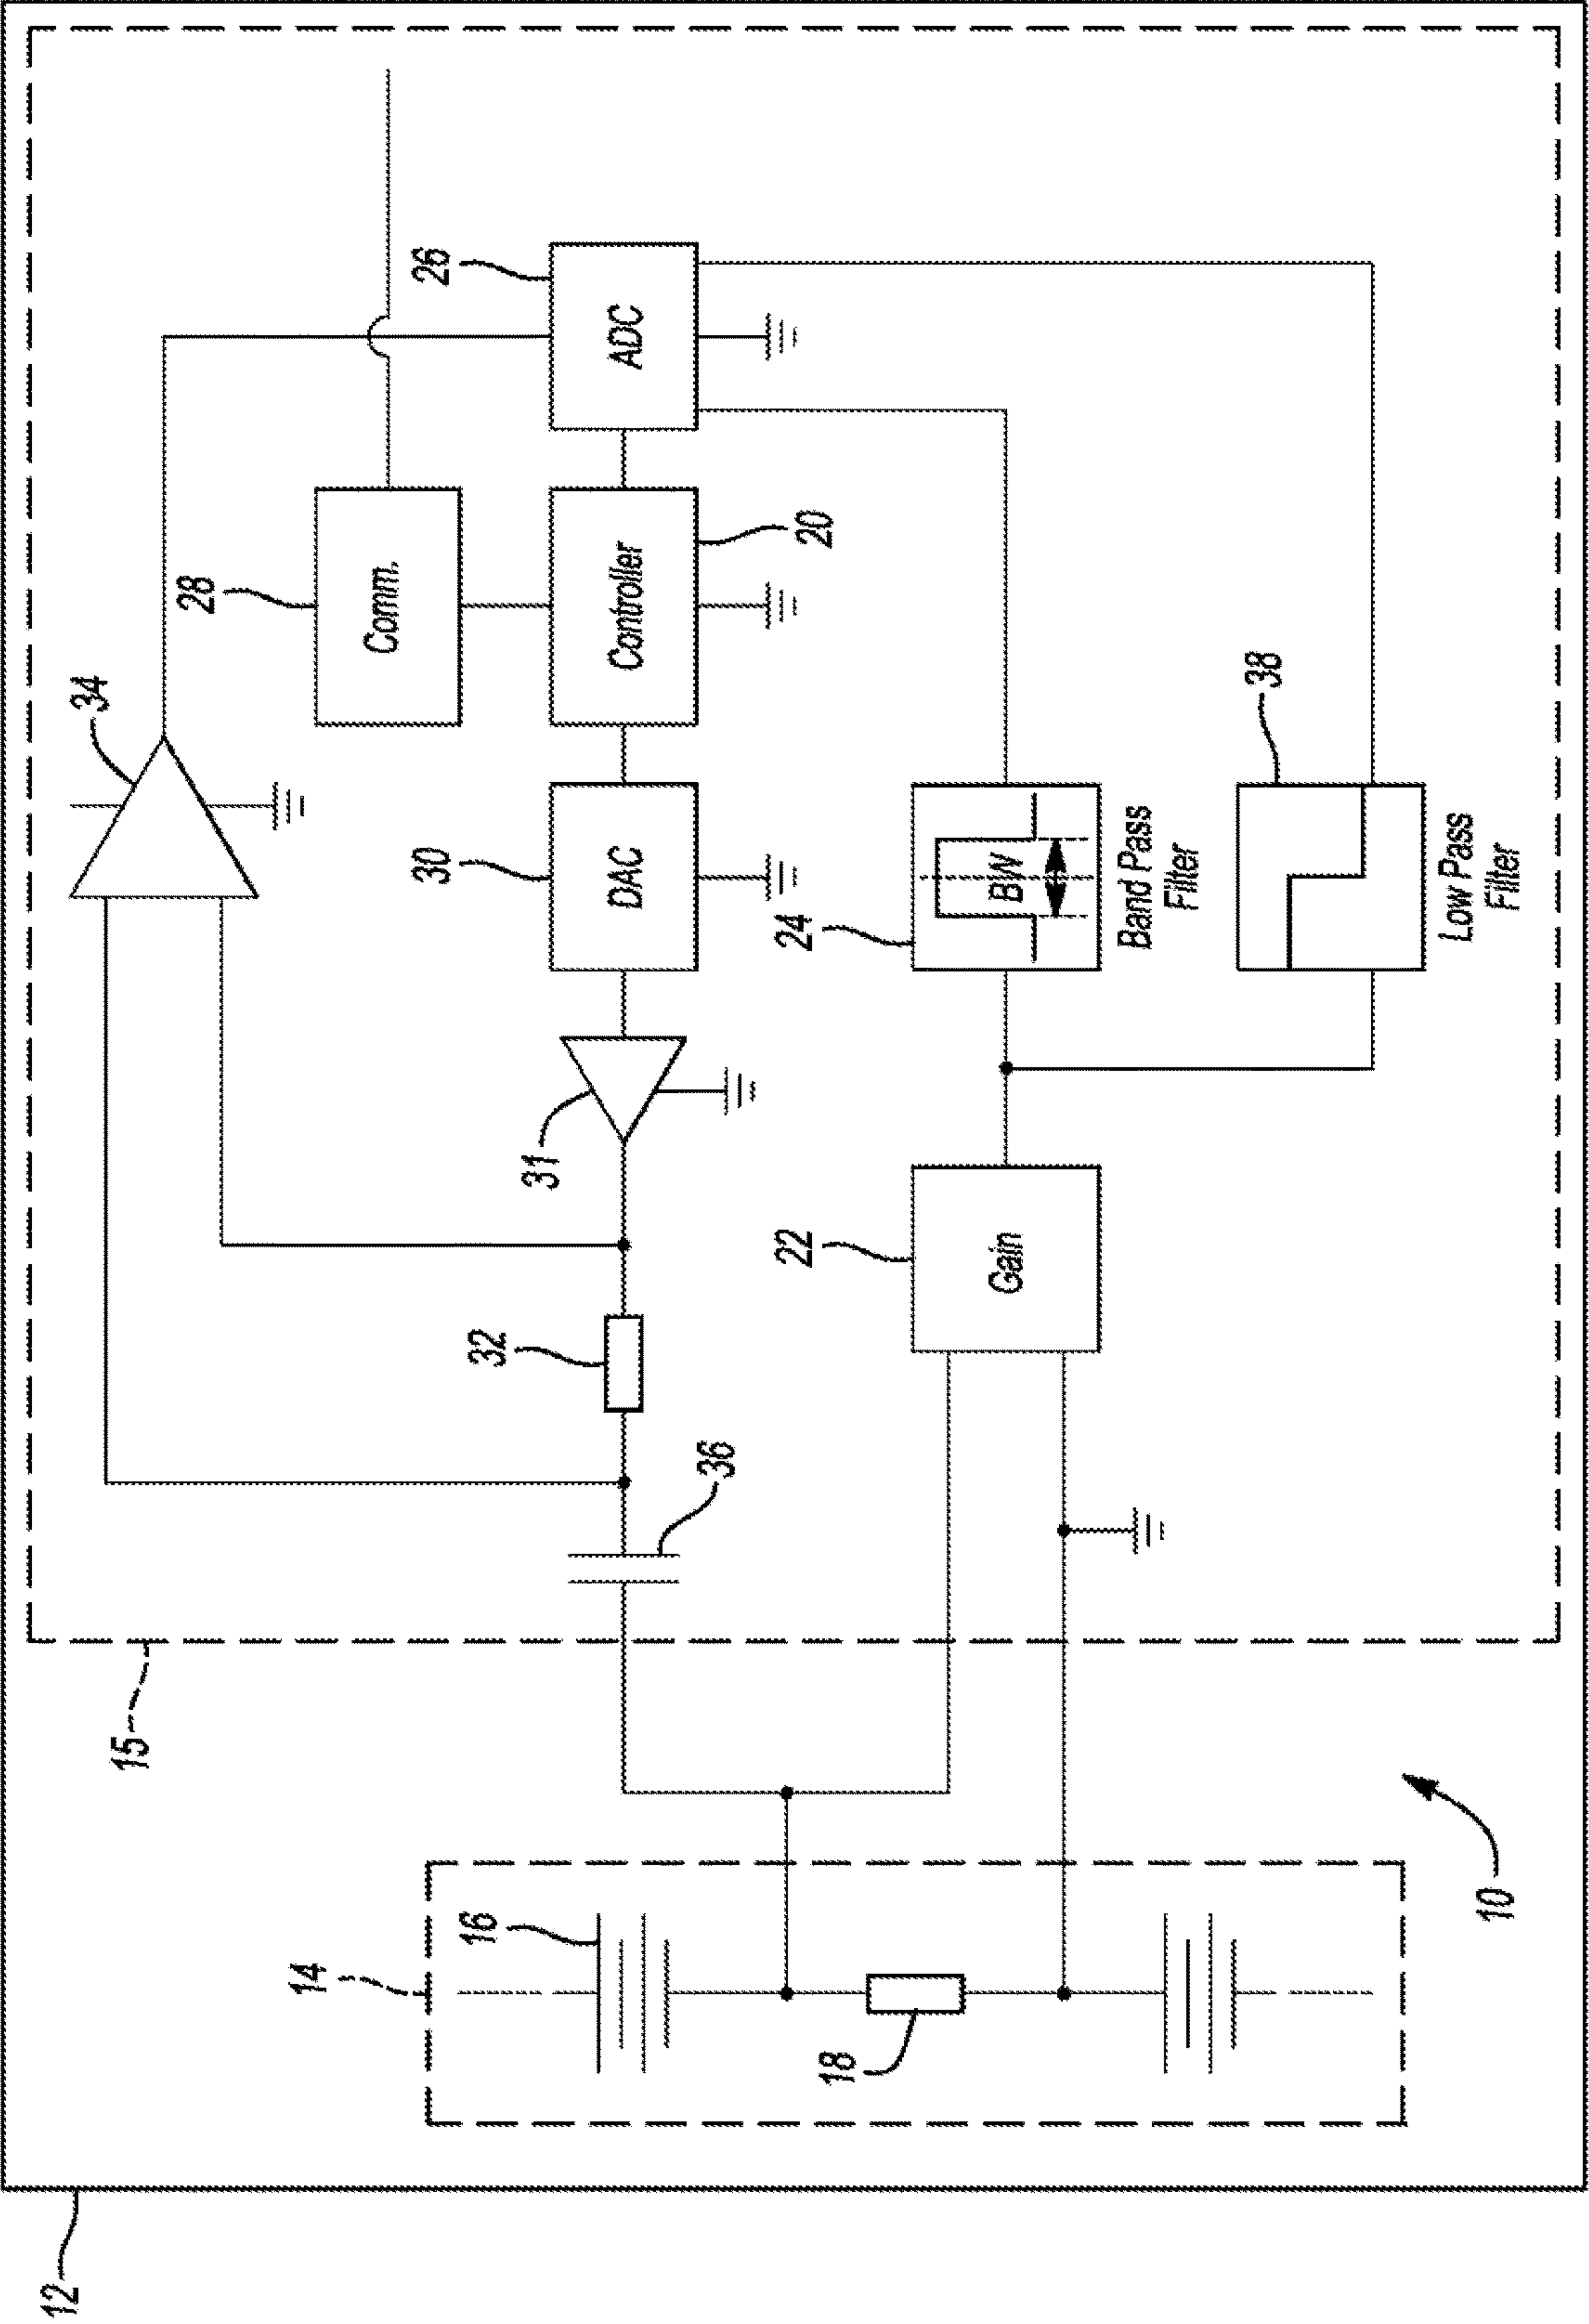 12
10
14
16
18
15
36
32
31
34
22
Gain
30
DAC
24
BW
Band Pass
Filter
38
Low Pass
Filter
28
Comm.
Controller
20
26
ADC